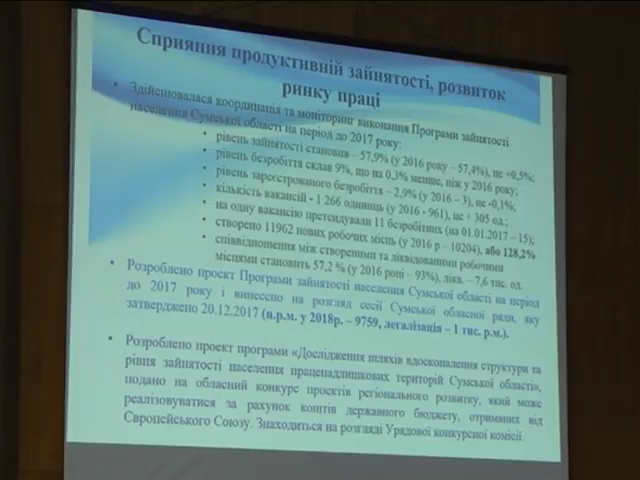 Сприяння продуктивній зайнятості, розвиток
ринку праці
• Здійснювалася координація та моніторинг виконання Програми зайнятості
населення Сумської області на період до 2017 року:
• рівень зайнятості становив – 57,9% (у 2016 року – 57,4%), це +0,5%;
• рівень безробіття склав 9%, що на 0,3% менше, ніж у 2016 року;
• рівень зареєстрованого безробіття – 2,9% (у 2016 – 3), це -0,1%;
• кількість вакансій - 1 266 одиниць (у 2016 - 961), це + 305 од.;
• на одну вакансію претендували 11 безробітних (на 01.01.2017 – 15);
• створено 11962 нових робочих місць (у 2016 р – 10204), або 128,2%
• співвідношення між створеними та ліквідованими робочими
місцями становить 57,2 % (у 2016 році – 93%), лікв. – 7,6 тис. од.
• Розроблено проект Програми зайнятості населення Сумської області на період
до 2017 року і винесено на розгляд сесії Сумської обласної ради, яку
затверджено 20.12.2017 (н.р.м. у 2018р. – 9759, легалізація – 1 тис. р.м.).
• Розроблено проект програми «Дослідження шляхів вдосконалення структури та
рівня зайнятості населення праценадлишкових територій Сумської області»,
подано на обласний конкурс проектів регіонального розвитку, який може
реалізовуватися за рахунок коштів державного бюджету, отриманих від
Європейського Союзу. Знаходиться на розгляді Урядової конкурсної комісії.